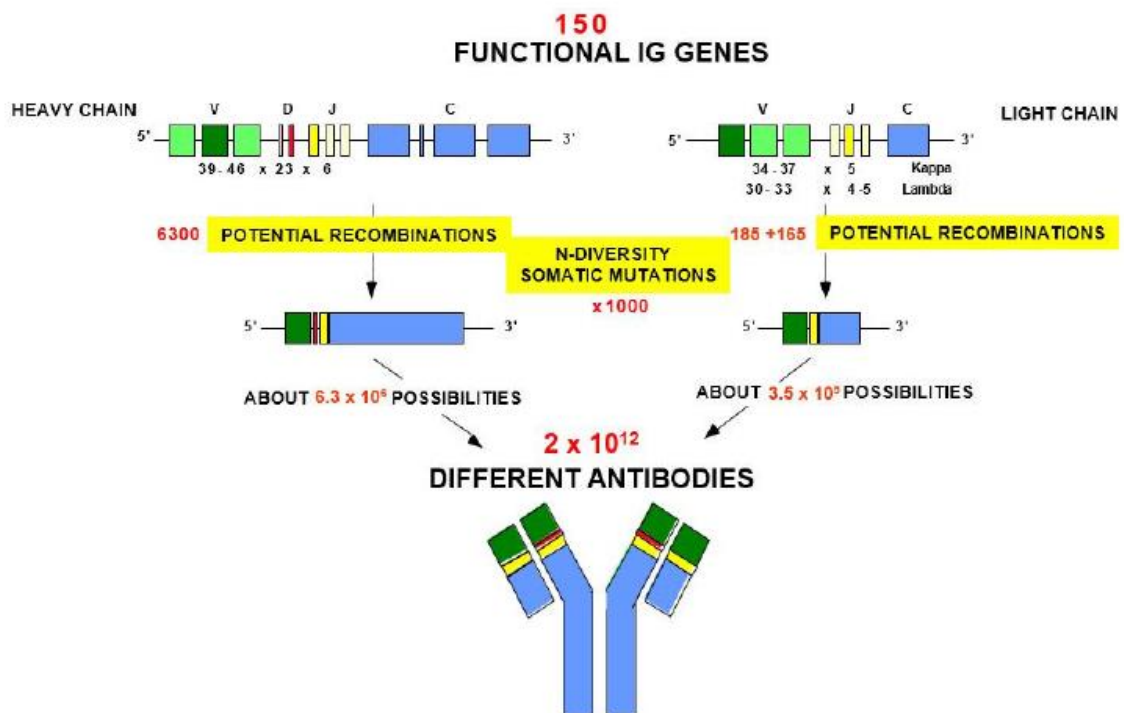 150
FUNCTIONAL IG GENES
HEAVY CHAIN
V D J C
5' 3'
39 - 46 x 23 x 6
LIGHT CHAIN
V J C
5' 3'
34 - 37 x 5 Kappa
30 - 33 x 4 -5 Lambda
6300 POTENTIAL RECOMBINATIONS
185 +165 POTENTIAL RECOMBINATIONS
N-DIVERSITY
SOMATIC MUTATIONS
x 1000
5' 3'
5' 3'
ABOUT 6.3 x 10⁶ POSSIBILITIES
ABOUT 3.5 x 10⁵ POSSIBILITIES
2 x 10¹²
DIFFERENT ANTIBODIES